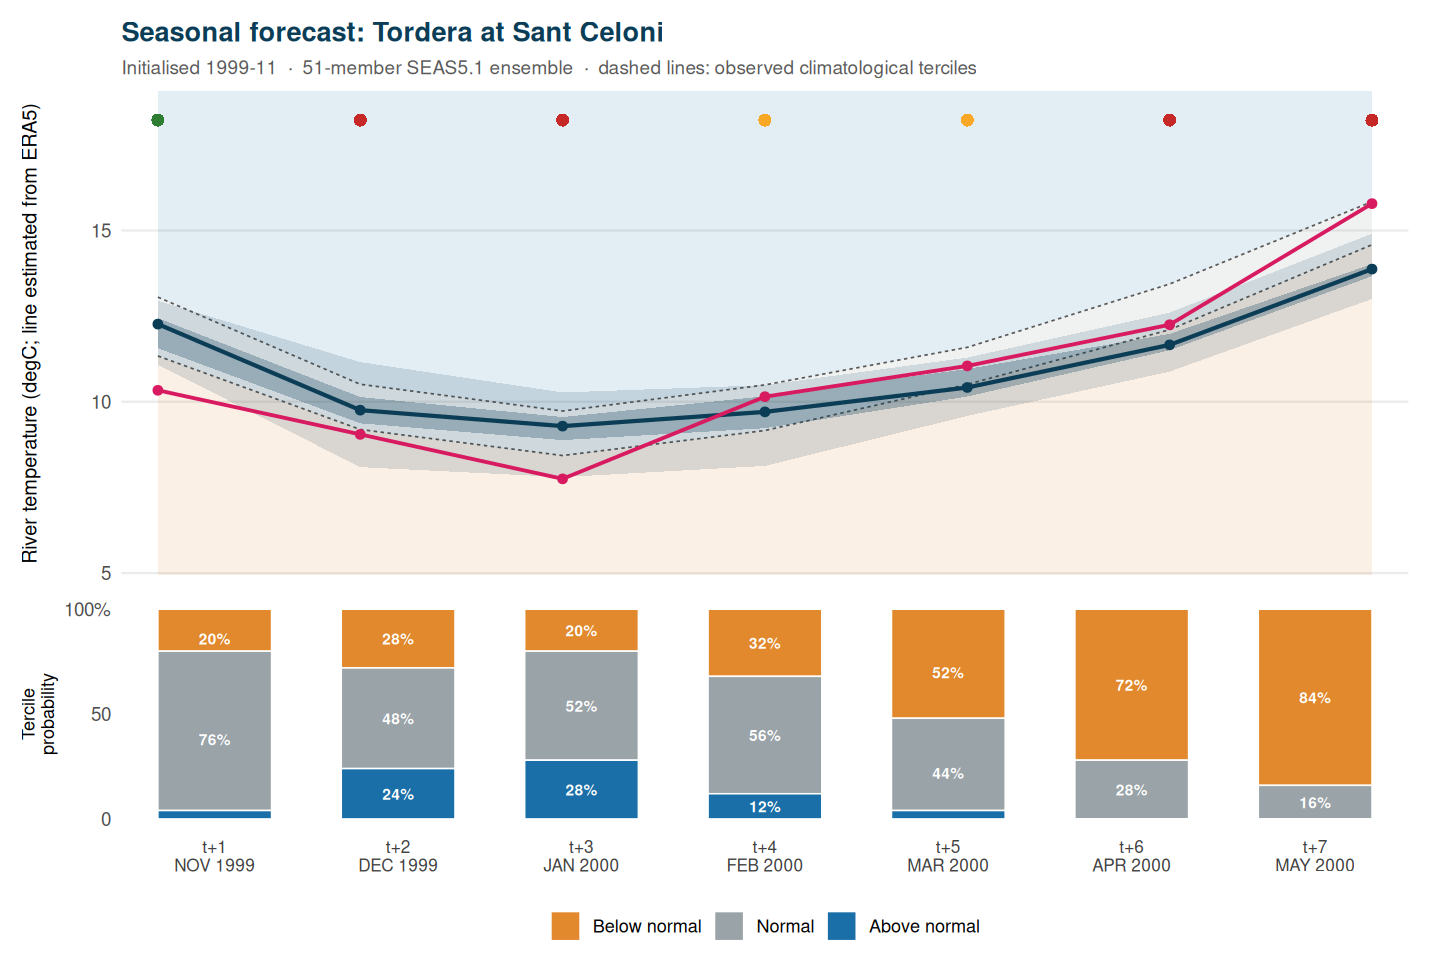 Seasonal forecast: Tordera at Sant Celoni
Initialised 1999-11 · 51-member SEAS5.1 ensemble · dashed lines: observed climatological terciles
River temperature (degC; line estimated from ERA5)
15
10
5
Tercile
probability
100%
50
0
20% 28% 20% 32% 52% 72% 84%
76% 48% 52% 56% 44% 28% 16%
24% 28% 12%
t+1 t+2 t+3 t+4 t+5 t+6 t+7
NOV 1999 DEC 1999 JAN 2000 FEB 2000 MAR 2000 APR 2000 MAY 2000
Below normal Normal Above normal